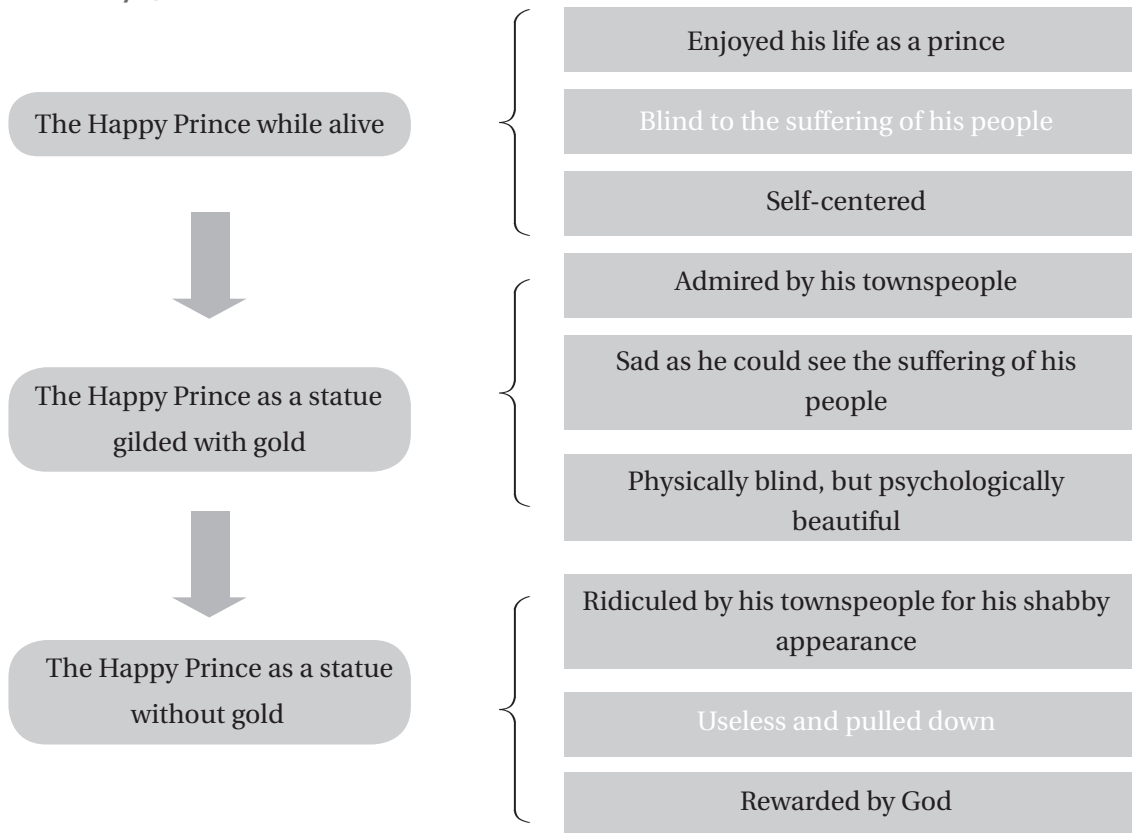 The Happy Prince while alive
Enjoyed his life as a prince
Blind to the suffering of his people
Self-centered
The Happy Prince as a statue
gilded with gold
Admired by his townspeople
Sad as he could see the suffering of his
people
Physically blind, but psychologically
beautiful
The Happy Prince as a statue
without gold
Ridiculed by his townspeople for his shabby
appearance
Useless and pulled down
Rewarded by God